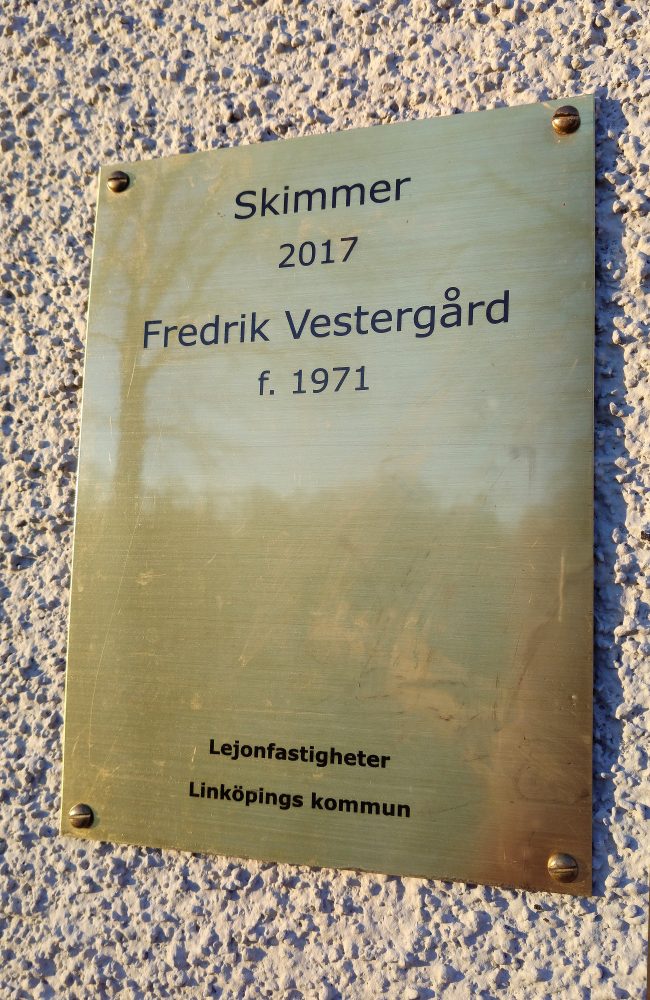 Skimmer
2017
Fredrik Vestergård
f. 1971
Lejonfastigheter
Linköpings kommun